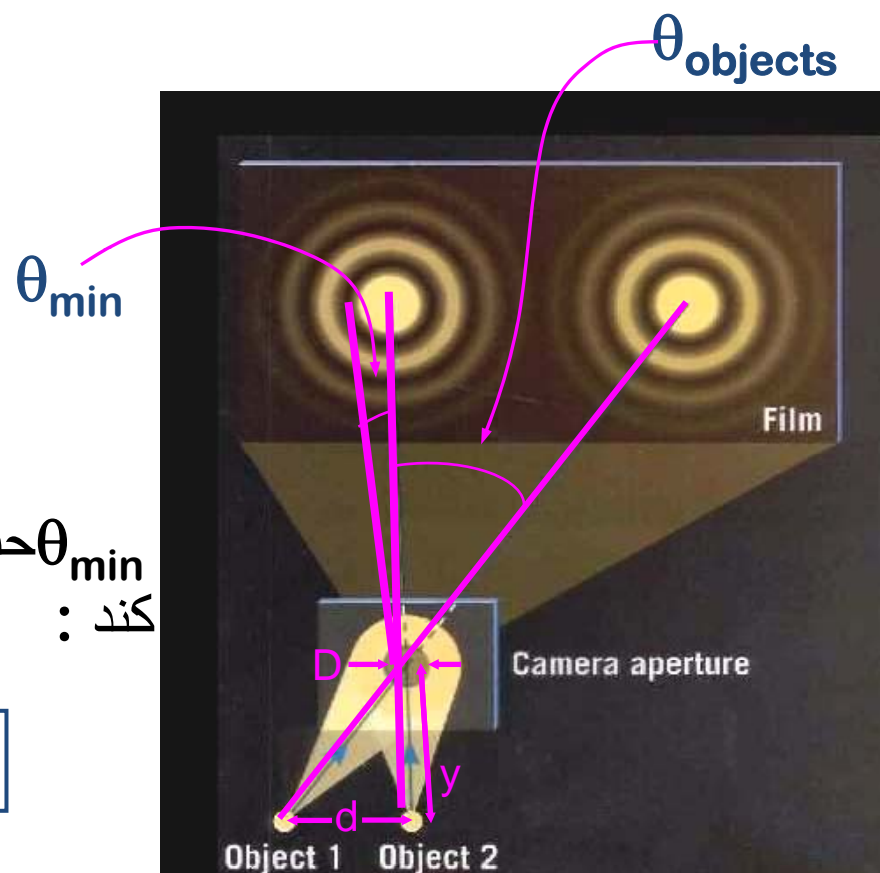 θobjects
θmin
Film
θmin
کند :
D
Camera aperture
y
d
Object 1 Object 2